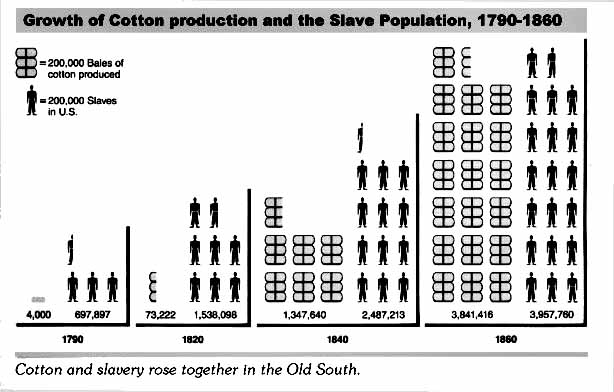 Growth of Cotton production and the Slave Population, 1790-1860
=200,000 Bales of
cotton produced
=200,000 Slaves
in U.S.
4,000 697,897 73,222 1,538,098 1,347,640 2,487,213 3,841,416 3,957,760
1790 1820 1840 1860
Cotton and slavery rose together in the Old South.